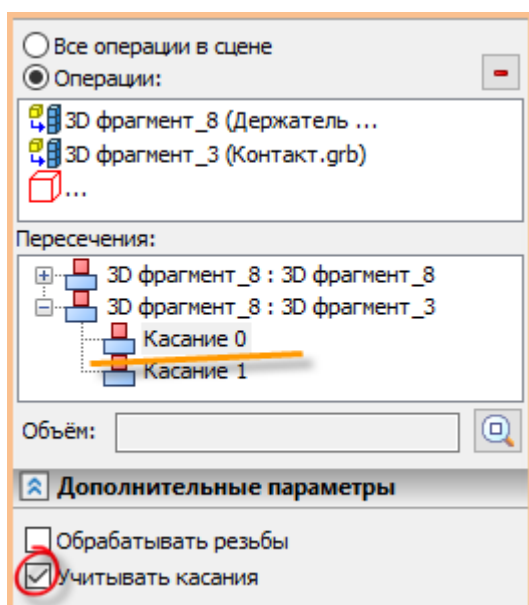 Все операции в сцене
Операции:
3D фрагмент_8 (Держатель ...
3D фрагмент_3 (Контакт.grb)
...
Пересечения:
3D фрагмент_8 : 3D фрагмент_8
3D фрагмент_8 : 3D фрагмент_3
Касание 0
Касание 1
Объём:
Дополнительные параметры
Обрабатывать резьбы
Учитывать касания